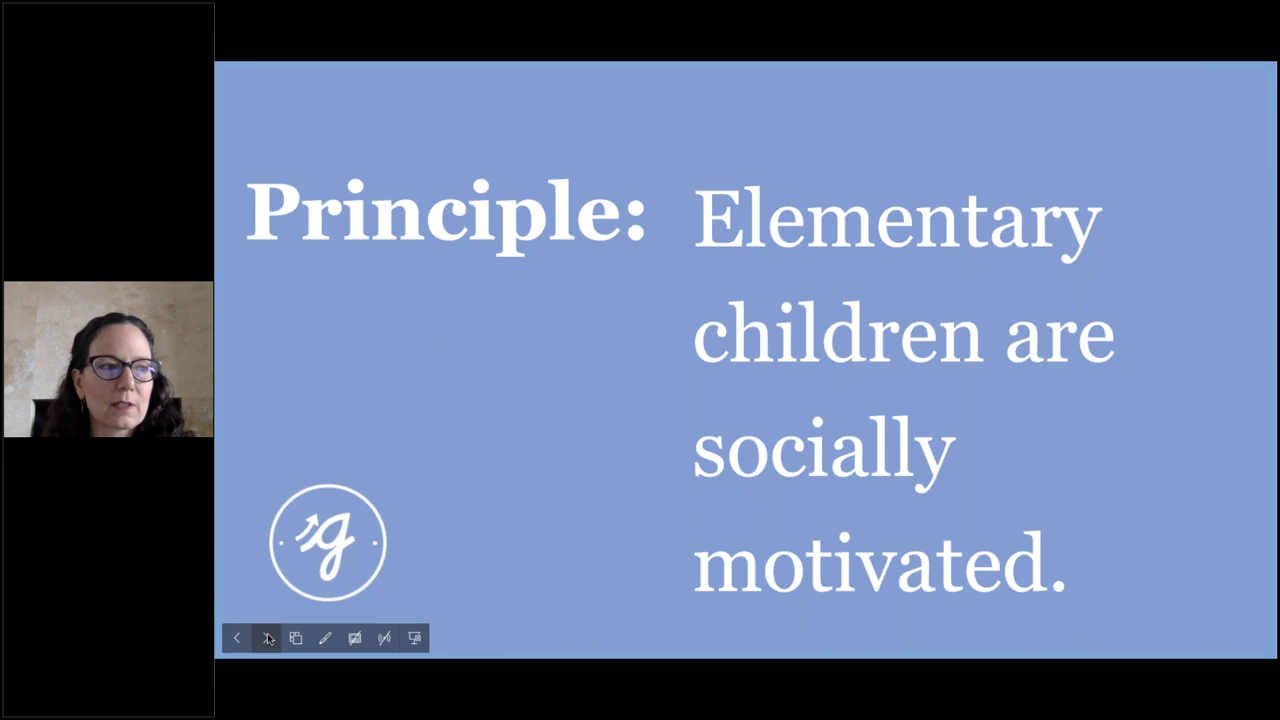 Principle:
Elementary
children are
socially
motivated.
g